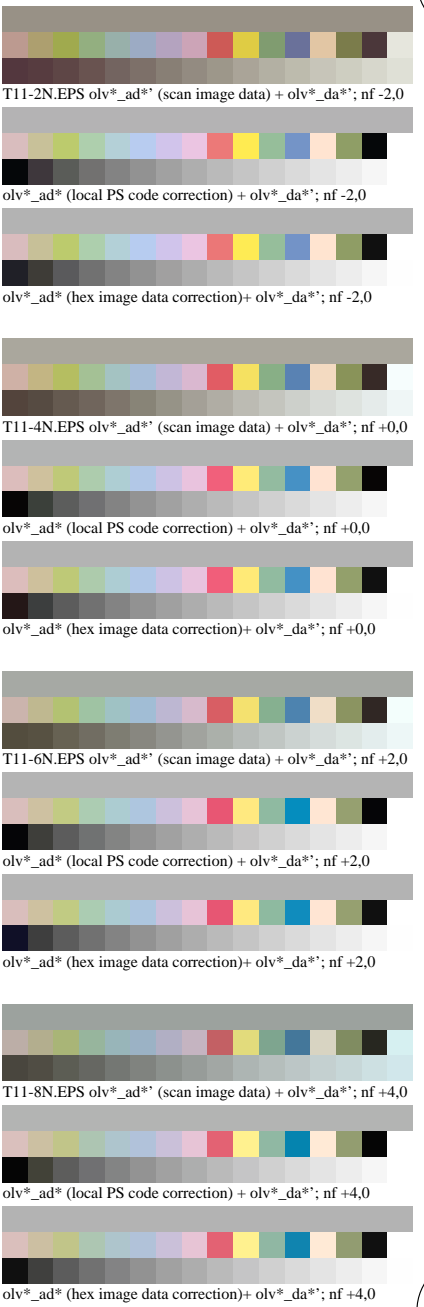 T11-2N.EPS olv*_ad*’ (scan image data) + olv*_da*’; nf -2,0
olv*_ad* (local PS code correction) + olv*_da*’; nf -2,0
olv*_ad* (hex image data correction)+ olv*_da*’; nf -2,0
T11-4N.EPS olv*_ad*’ (scan image data) + olv*_da*’; nf +0,0
olv*_ad* (local PS code correction) + olv*_da*’; nf +0,0
olv*_ad* (hex image data correction)+ olv*_da*’; nf +0,0
T11-6N.EPS olv*_ad*’ (scan image data) + olv*_da*’; nf +2,0
olv*_ad* (local PS code correction) + olv*_da*’; nf +2,0
olv*_ad* (hex image data correction)+ olv*_da*’; nf +2,0
T11-8N.EPS olv*_ad*’ (scan image data) + olv*_da*’; nf +4,0
olv*_ad* (local PS code correction) + olv*_da*’; nf +4,0
olv*_ad* (hex image data correction)+ olv*_da*’; nf +4,0